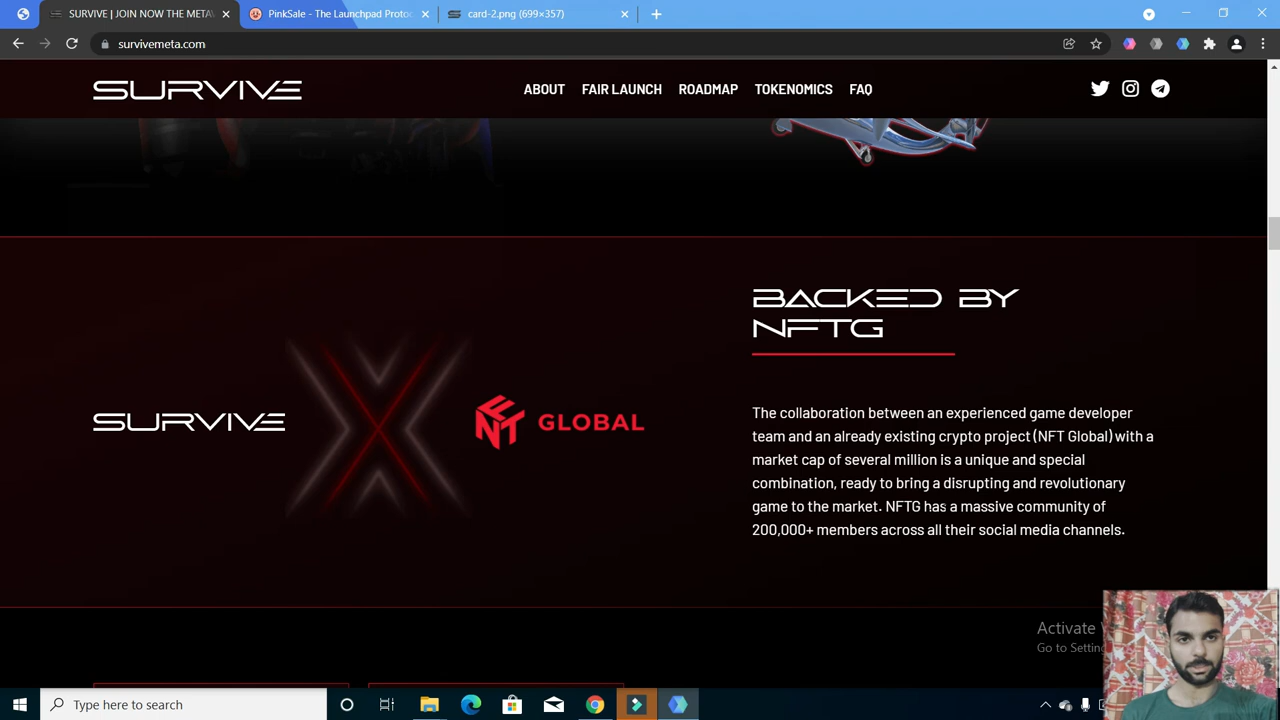 SURVIVE | JOIN NOW THE META
PinkSale - The Launchpad Protoc
card-2.png (699×357)
survivemeta.com
SURVIVE
ABOUT
FAIR LAUNCH
ROADMAP
TOKENOMICS
FAQ
BACKED BY
NFTG
SURVIVE
NFT GLOBAL
The collaboration between an experienced game developer
team and an already existing crypto project (NFT Global) with a
market cap of several million is a unique and special
combination, ready to bring a disrupting and revolutionary
game to the market. NFTG has a massive community of
200,000+ members across all their social media channels.
Activate
Go to Setting
Type here to search